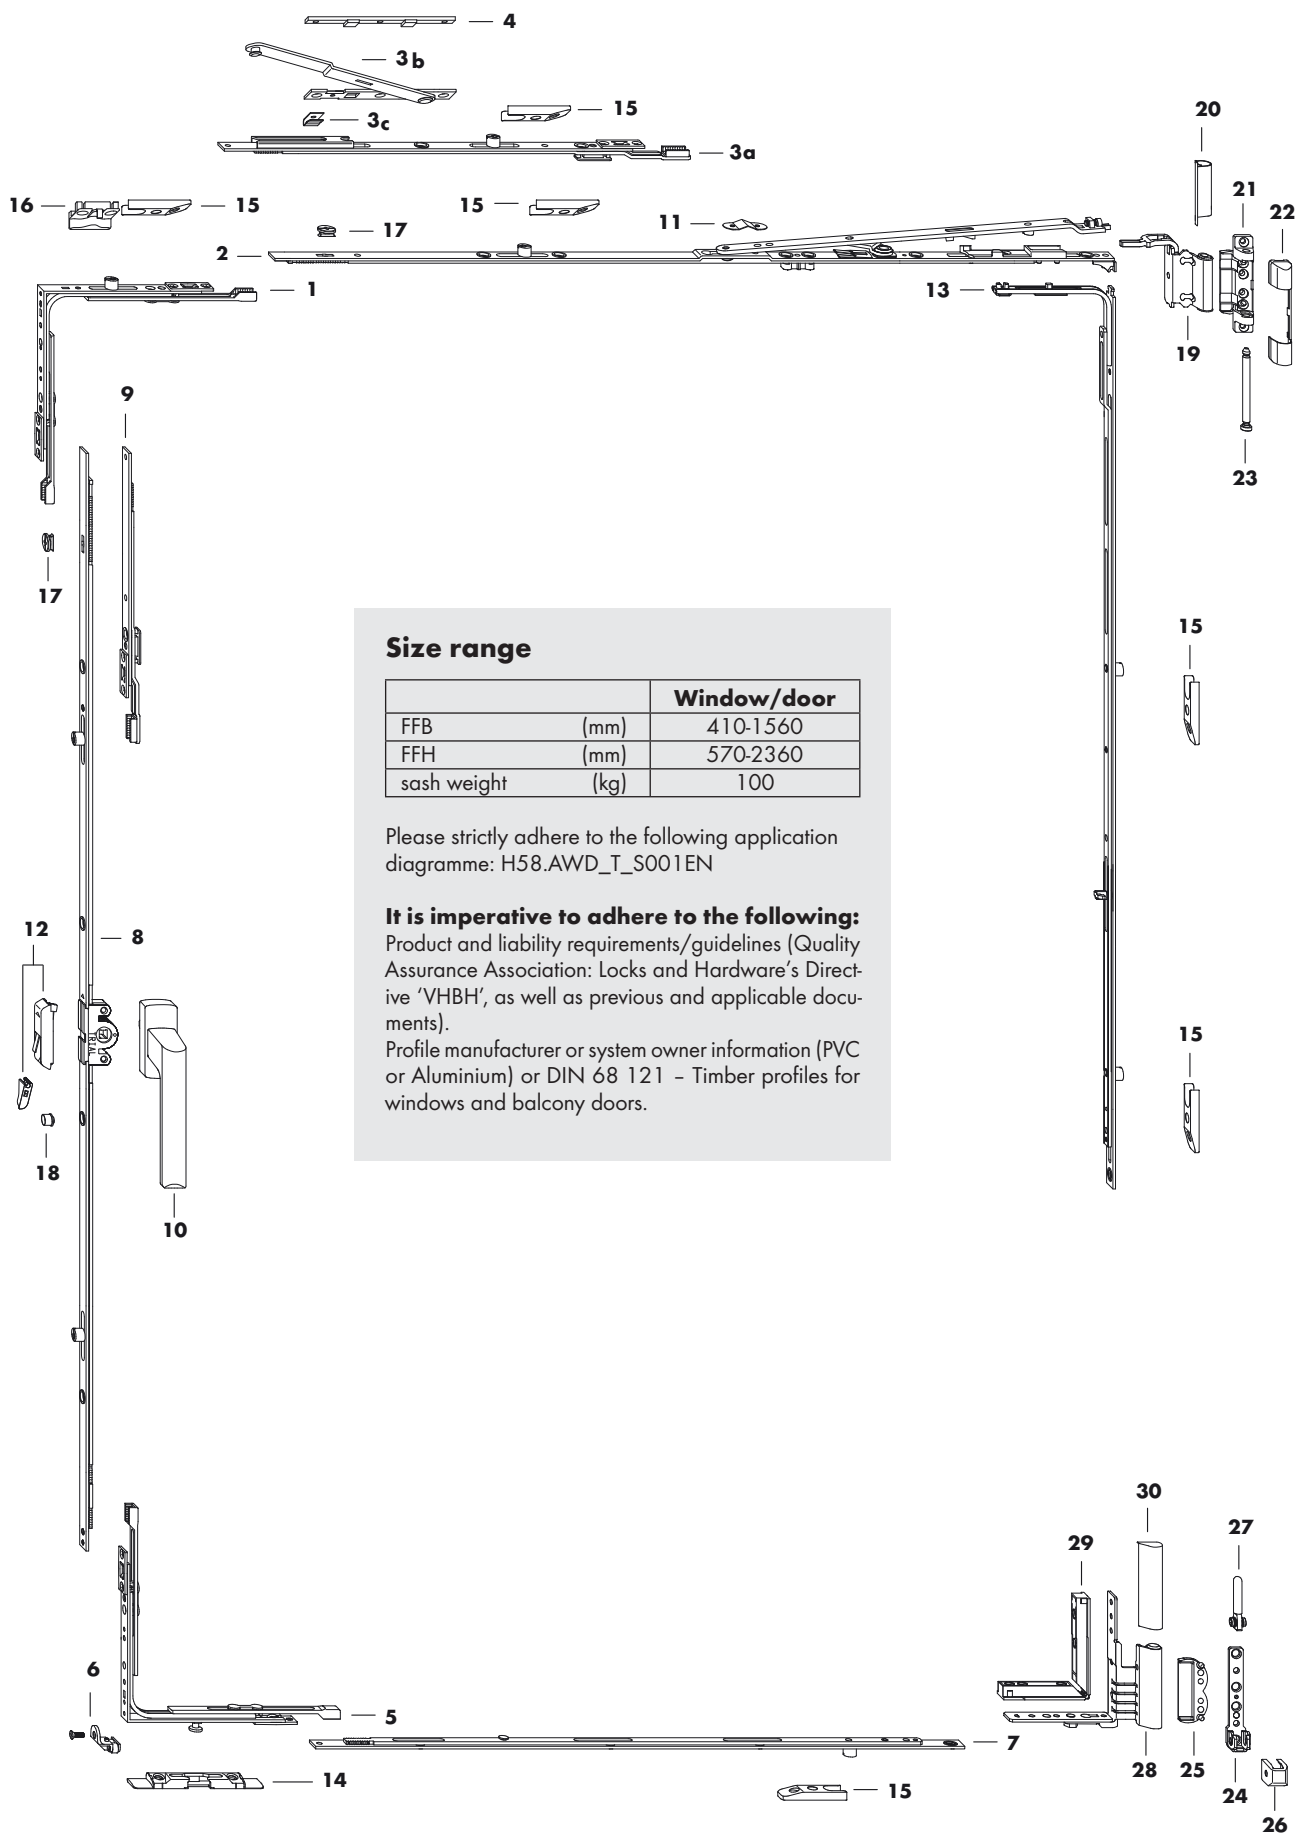 4
3b
15
3c
3a
20
16
15
15
17
11
21
22
2
1
13
19
9
23
17
15
Size range
Window/door
FFB (mm) 410-1560
FFH (mm) 570-2360
sash weight (kg) 100
Please strictly adhere to the following application
diagramme: H58.AWD_T_S001EN
It is imperative to adhere to the following:
Product and liability requirements/guidelines (Quality
Assurance Association: Locks and Hardware’s Direct-
ive ‘VHBH’, as well as previous and applicable docu-
ments).
Profile manufacturer or system owner information (PVC
or Aluminium) or DIN 68 121 – Timber profiles for
windows and balcony doors.
12
8
TRIAL
15
18
10
30
29
27
6
5
7
14
15
28
25
24
26